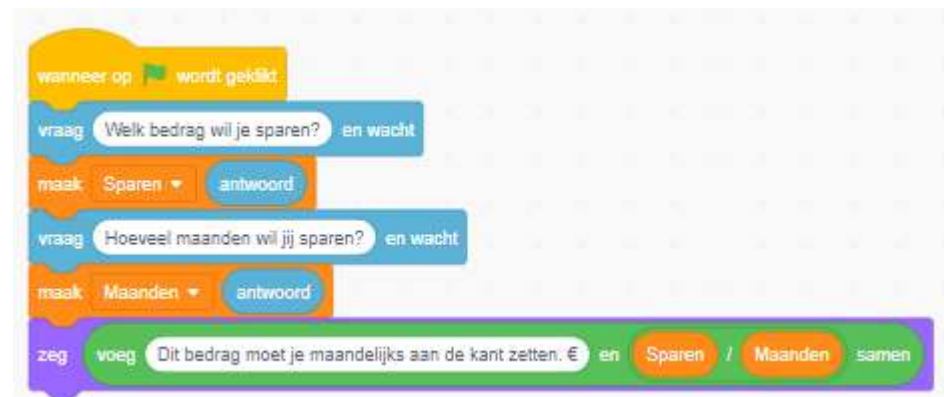 wanneer op wordt geklikt
vraag Welk bedrag wil je sparen? en wacht
maak Sparen antwoord
vraag Hoeveel maanden wil jij sparen? en wacht
maak Maanden antwoord
zeg voeg Dit bedrag moet je maandelijks aan de kant zetten. € en Sparen / Maanden samen